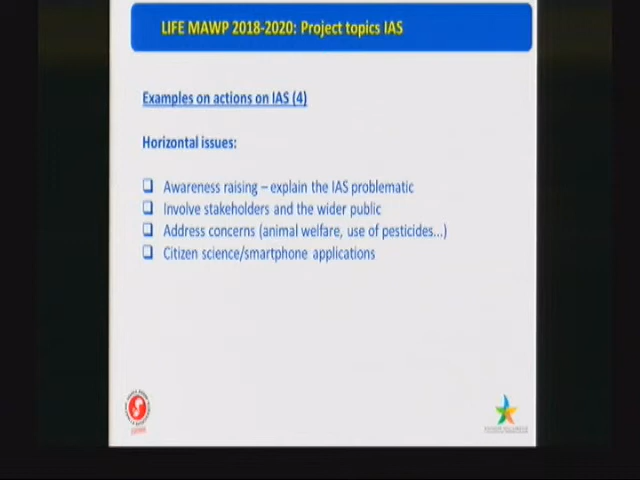 LIFE MAWP 2018-2020: Project topics IAS
Examples on actions on IAS (4)
Horizontal issues:
Awareness raising – explain the IAS problematic
Involve stakeholders and the wider public
Address concerns (animal welfare, use of pesticides...)
Citizen science/smartphone applications